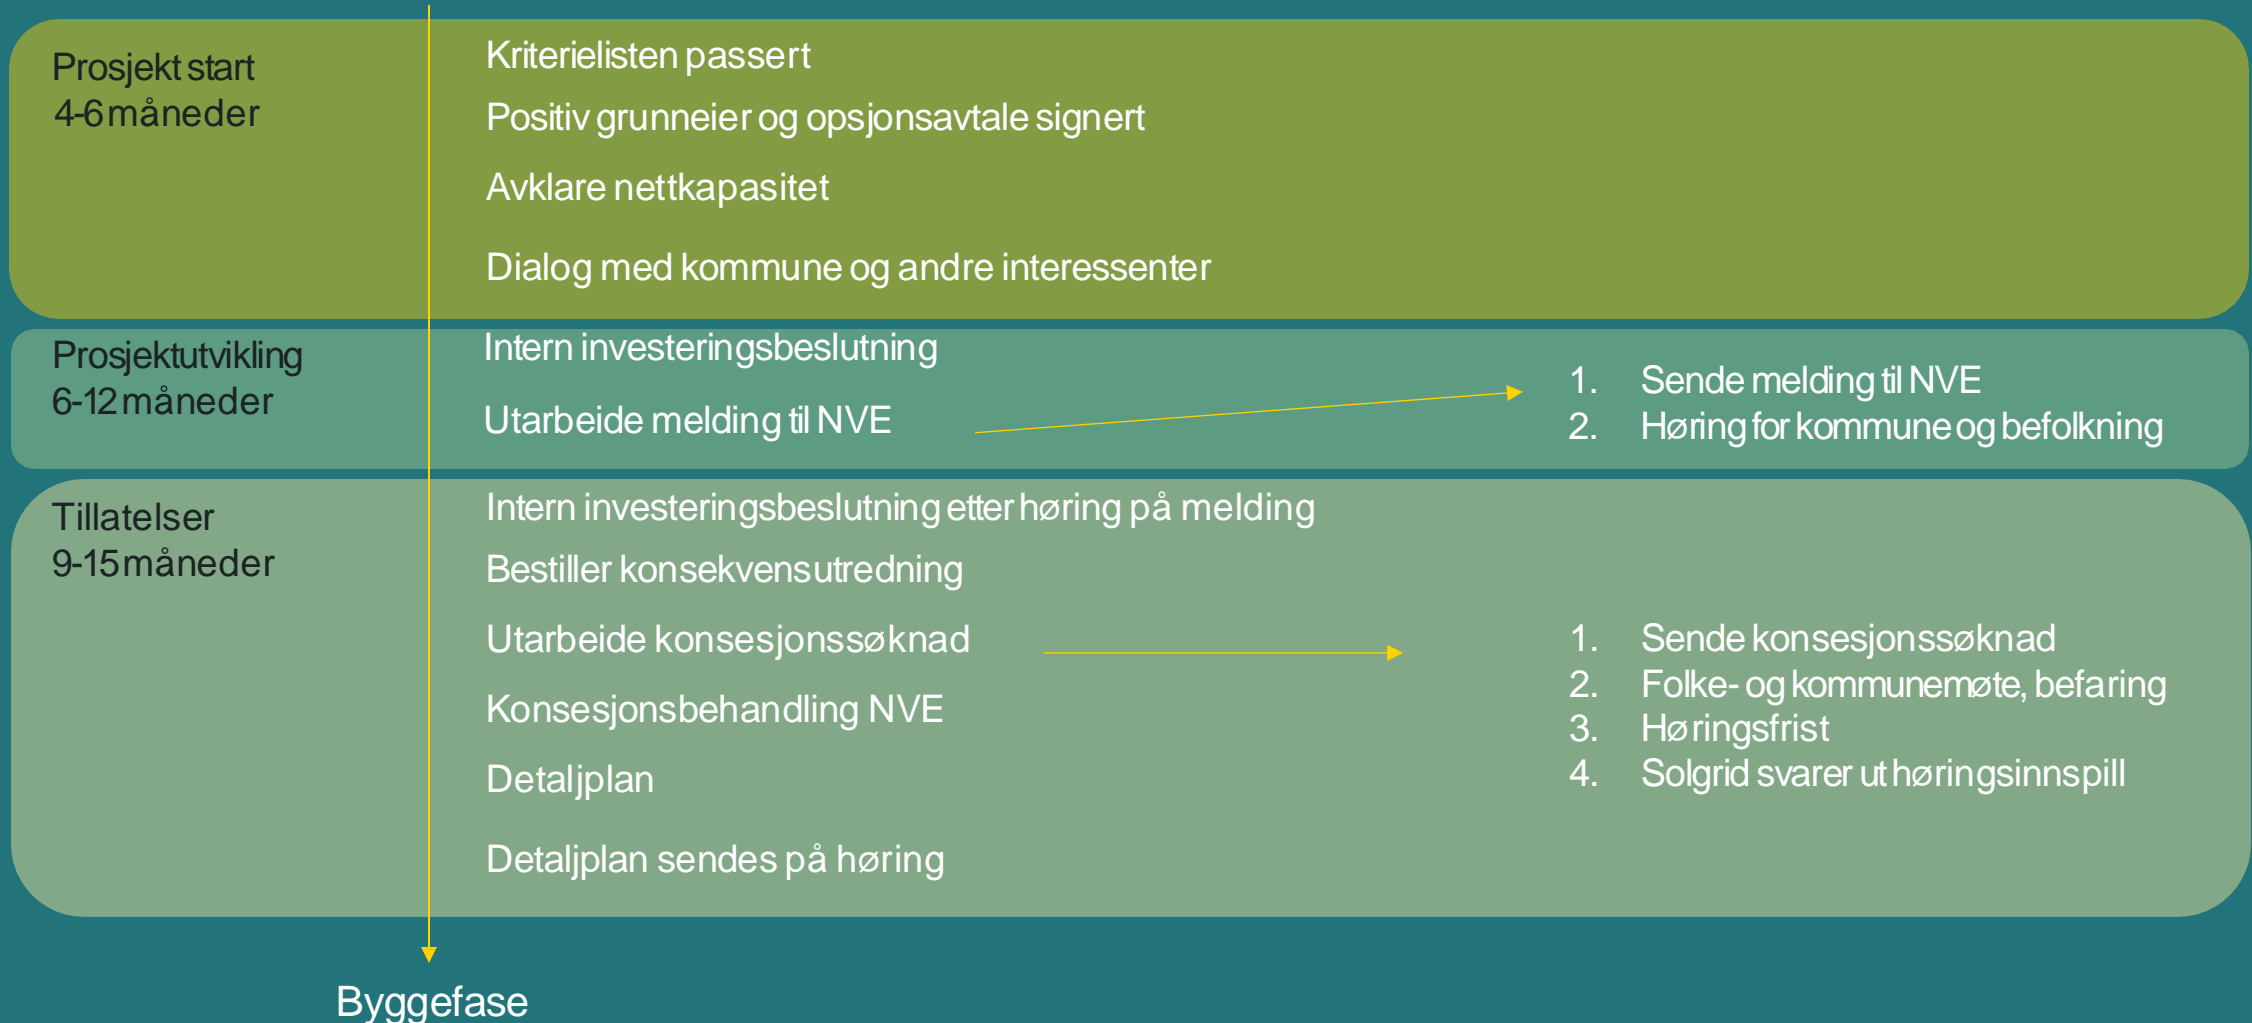 Prosjekt start
4-6 måneder
Kriterielisten passert
Positiv grunneier og opsjonsavtale signert
Avklare nettkapasitet
Dialog med kommune og andre interessenter
Prosjektutvikling
6-12 måneder
Intern investeringsbeslutning
Utarbeide melding til NVE
1. Sende melding til NVE
2. Høring for kommune og befolkning
Tillatelser
9-15 måneder
Intern investeringsbeslutning etter høring på melding
Bestiller konsekvensutredning
Utarbeide konsesjonssøknad
Konsesjonsbehandling NVE
Detaljplan
Detaljplan sendes på høring
1. Sende konsesjonssøknad
2. Folke- og kommunemøte, befaring
3. Høringsfrist
4. Solgrid svarer ut høringsinnspill
Byggefase